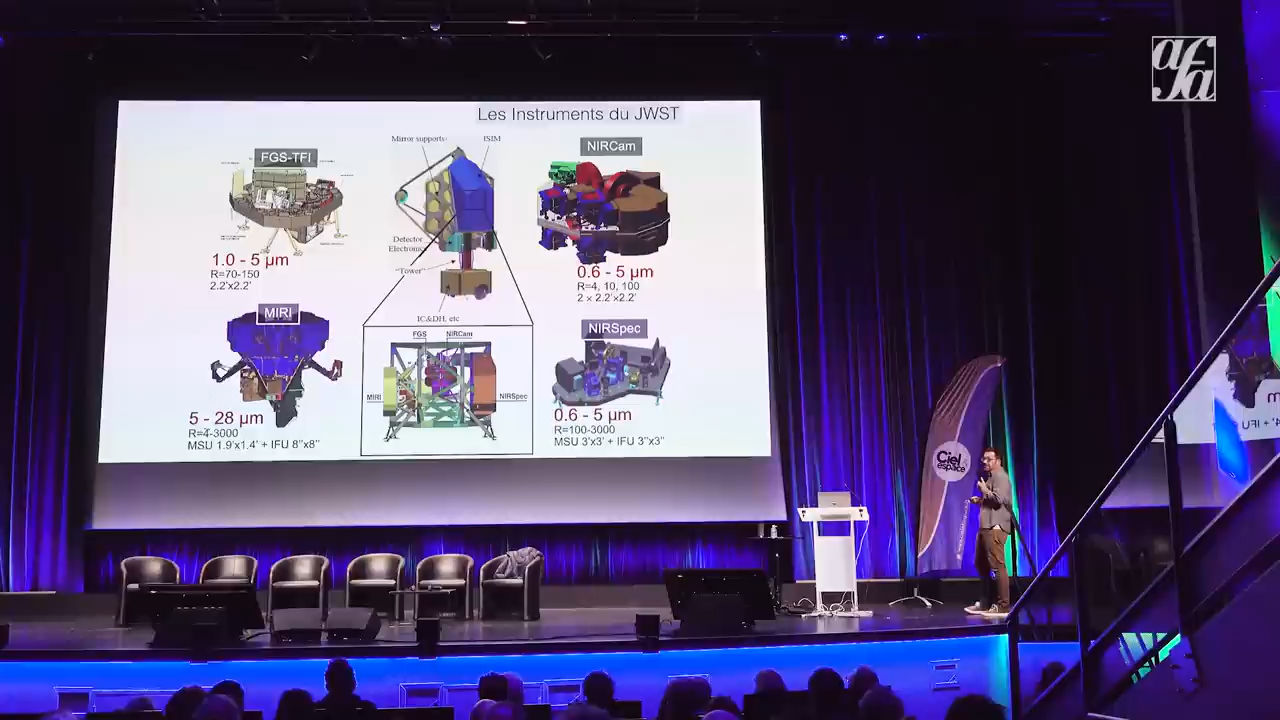 afa
Les Instruments du JWST
FGS-TFI
1.0 - 5 µm
R=70-150
2.2'x2.2'
Mirror supports
ISIM
Detector
Electronics
"Tower"
IC&DH, etc
NIRCam
0.6 - 5 µm
R=4, 10, 100
2 x 2.2'x2.2'
MIRI
5 - 28 µm
R=4-3000
MSU 1.9'x1.4' + IFU 8"x8"
FGS
NIRCam
MIRI
NIRSpec
NIRSpec
0.6 - 5 µm
R=100-3000
MSU 3'x3' + IFU 3"x3"
Ciel
espace